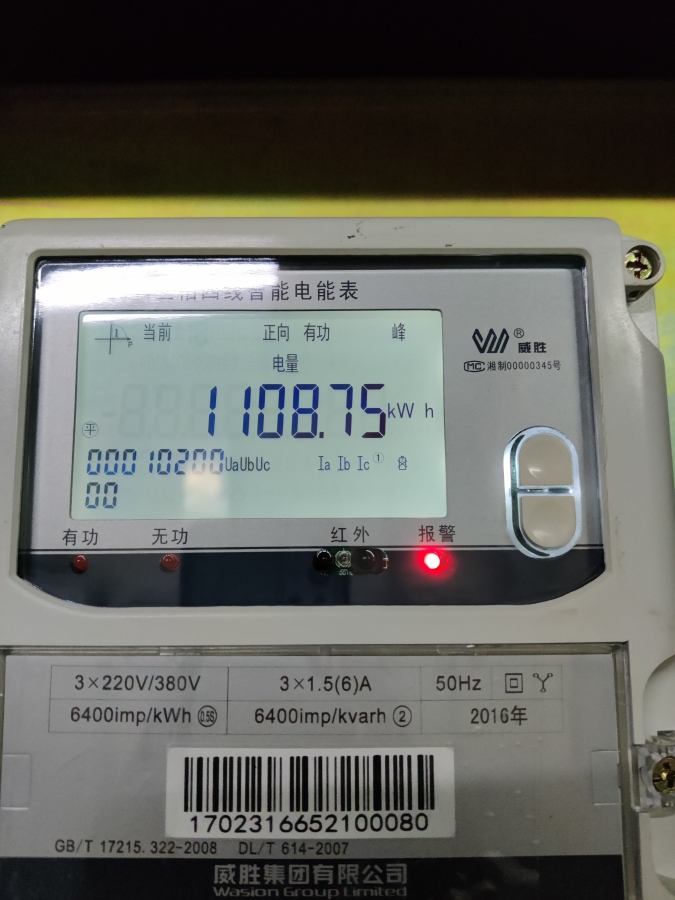 四线智能电能表
当前 正向 有功 峰
电量
1108.75 kWh
平
00010200 UaUbUc Ia Ib Ic ①
00
®
威胜
MC 湘制00000345号
有功 无功 红外 报警
3×220V/380V 3×1.5(6)A 50Hz
6400imp/kWh 0.5S 6400imp/kvarh ② 2016年
1702316652100080
GB/T 17215.322-2008 DL/T 614-2007
威胜集团有限公司
Wasion Group Limited